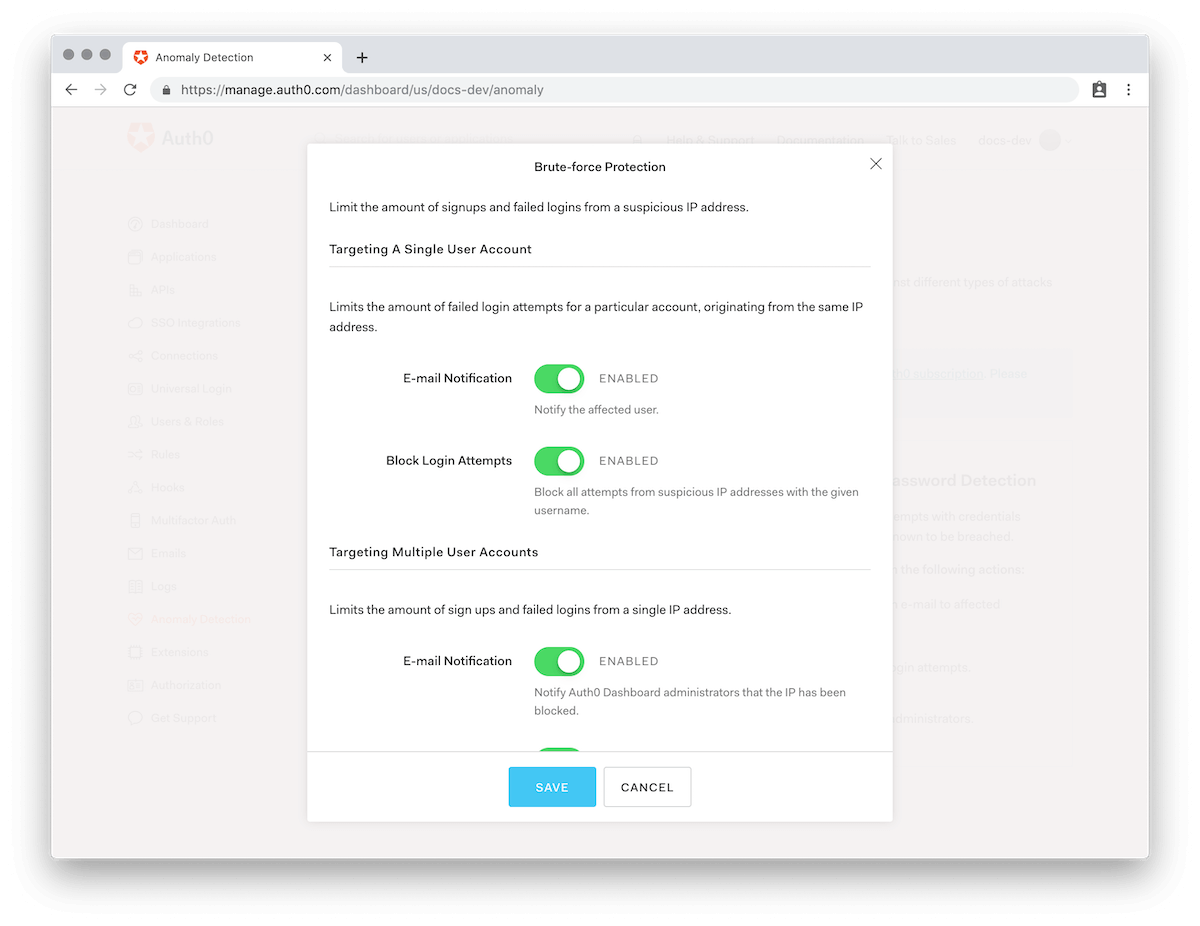 Anomaly Detection
https://manage.auth0.com/dashboard/us/docs-dev/anomaly
Auth0
Help & Support
Documentation
Talk to Sales
docs-dev
Brute-force Protection
Limit the amount of signups and failed logins from a suspicious IP address.
Targeting A Single User Account
Limits the amount of failed login attempts for a particular account, originating from the same IP
address.
E-mail Notification
ENABLED
Notify the affected user.
Block Login Attempts
ENABLED
Block all attempts from suspicious IP addresses with the given
username.
Targeting Multiple User Accounts
Limits the amount of sign ups and failed logins from a single IP address.
E-mail Notification
ENABLED
Notify Auth0 Dashboard administrators that the IP has been
blocked.
SAVE
CANCEL
Dashboard
Applications
APIs
SSO Integrations
Connections
Universal Login
Users & Roles
Rules
Hooks
Multifactor Auth
Emails
Logs
Anomaly Detection
Extensions
Authorization
Get Support
different types of attacks
subscription. Please
Detection
with credentials
to be breached.
the following actions:
e-mail to affected
attempts.
administrators.